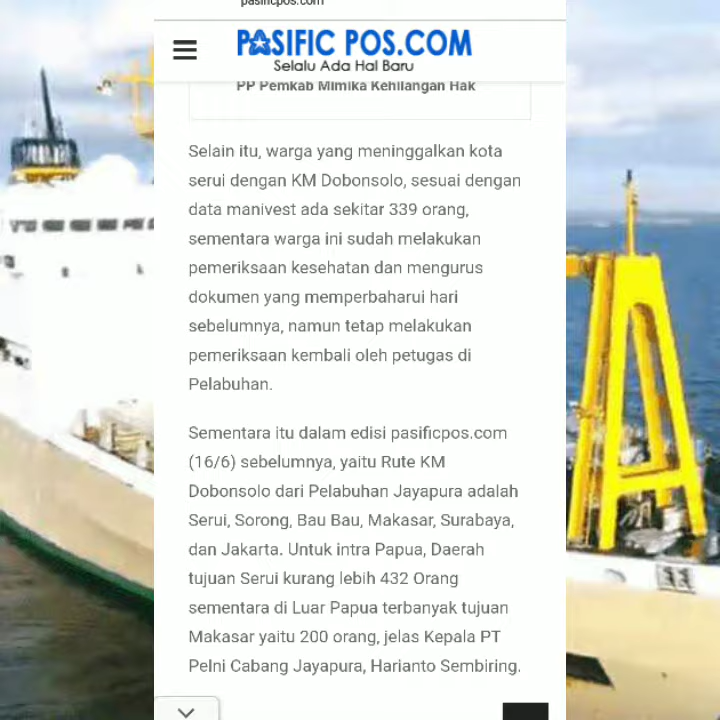 pasificpos.com
PASIFIC POS.COM
Selalu Ada Hal Baru
PP Pemkab Mimika Kehilangan Hak
Selain itu, warga yang meninggalkan kota
serui dengan KM Dobonsolo, sesuai dengan
data manivest ada sekitar 339 orang,
sementara warga ini sudah melakukan
pemeriksaan kesehatan dan mengurus
dokumen yang memperbaharui hari
sebelumnya, namun tetap melakukan
pemeriksaan kembali oleh petugas di
Pelabuhan.
Sementara itu dalam edisi pasificpos.com
(16/6) sebelumnya, yaitu Rute KM
Dobonsolo dari Pelabuhan Jayapura adalah
Serui, Sorong, Bau Bau, Makasar, Surabaya,
dan Jakarta. Untuk intra Papua, Daerah
tujuan Serui kurang lebih 432 Orang
sementara di Luar Papua terbanyak tujuan
Makasar yaitu 200 orang, jelas Kepala PT
Pelni Cabang Jayapura, Harianto Sembiring.